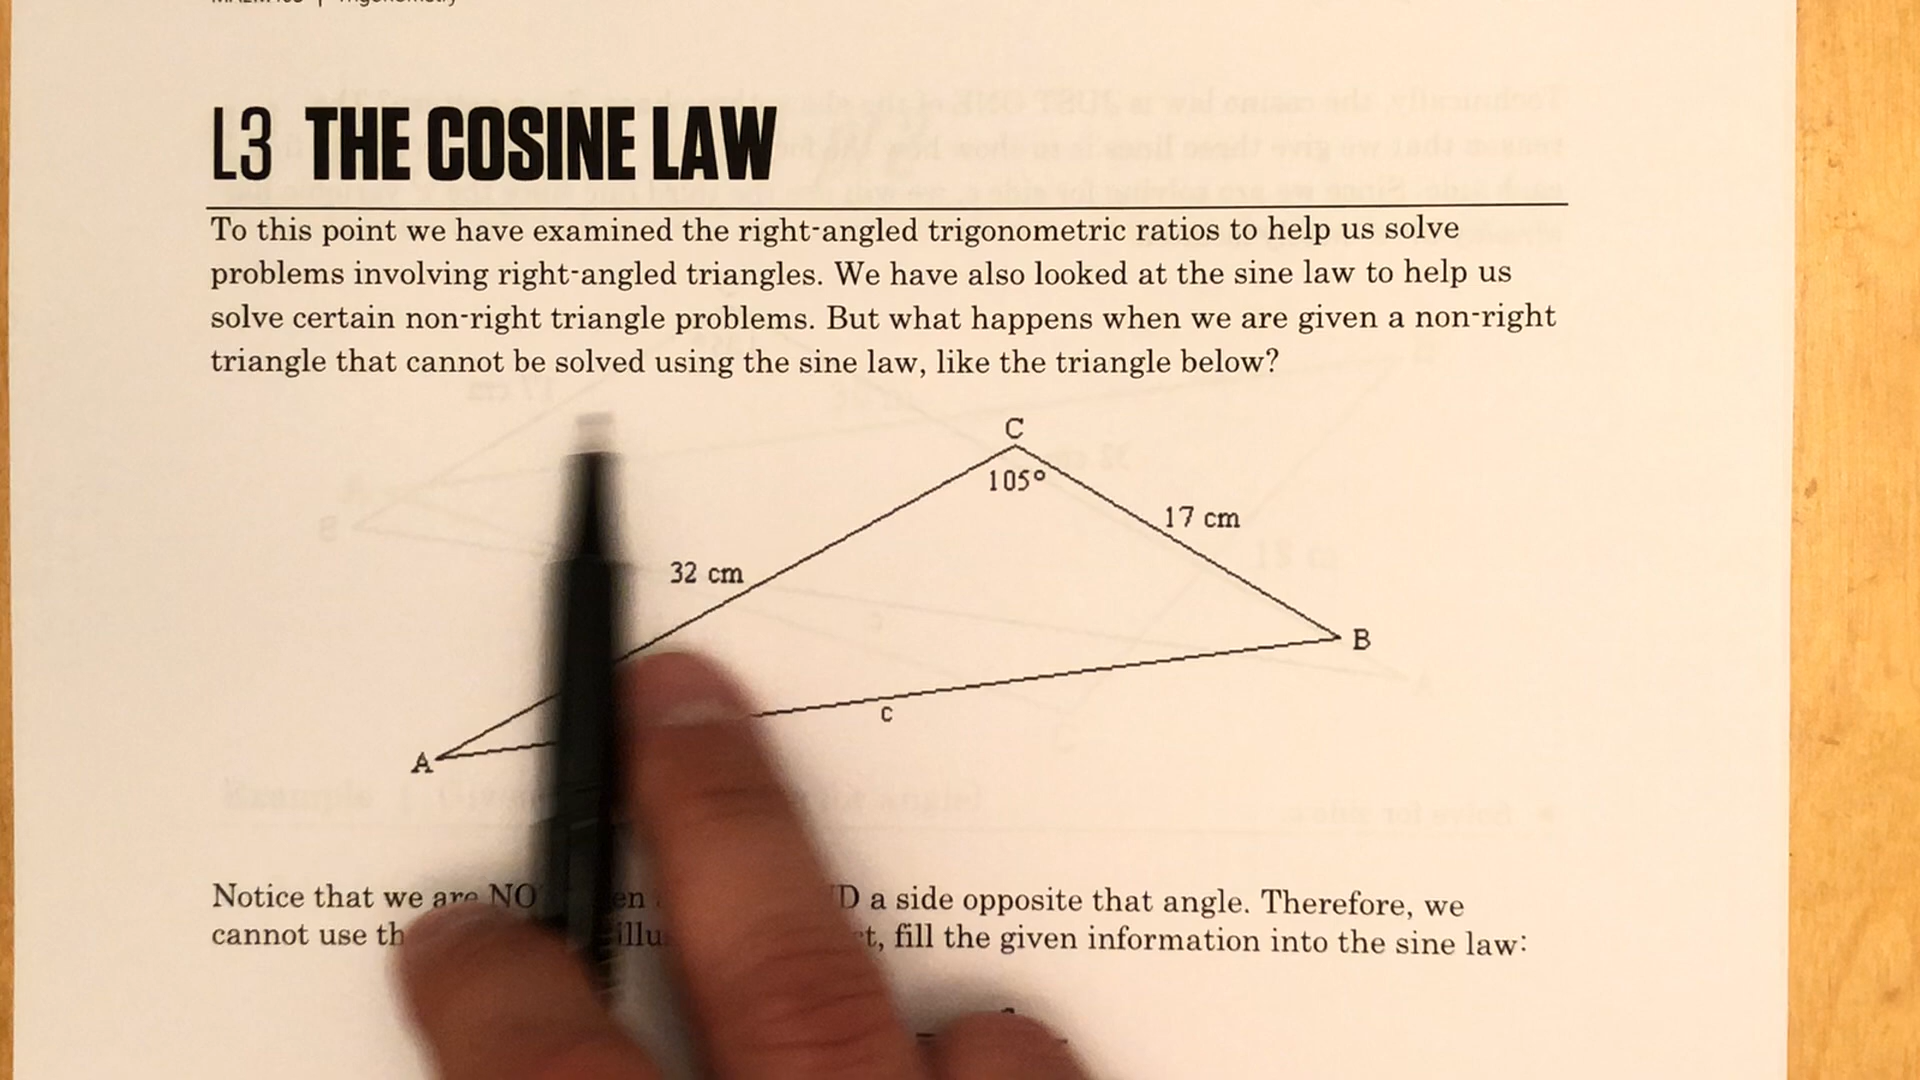 Trigonometry
L3 THE COSINE LAW
To this point we have examined the right-angled trigonometric ratios to help us solve
problems involving right-angled triangles. We have also looked at the sine law to help us
solve certain non-right triangle problems. But what happens when we are given a non-right
triangle that cannot be solved using the sine law, like the triangle below?
C
105°
17 cm
32 cm
B
c
A
Notice that we are a side opposite that angle. Therefore, we
cannot use fill the given information into the sine law: